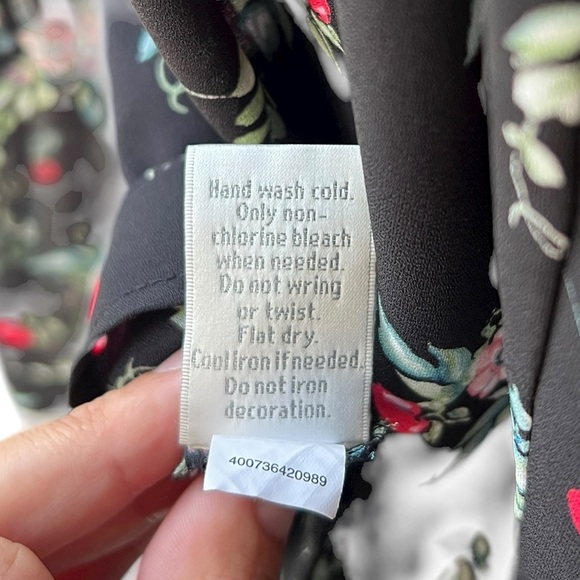 Hand wash cold.
Only non-
chlorine bleach
when needed.
Do not wring
or twist.
Flat dry.
Cool Iron if needed.
Do not iron
decoration.
400736420989